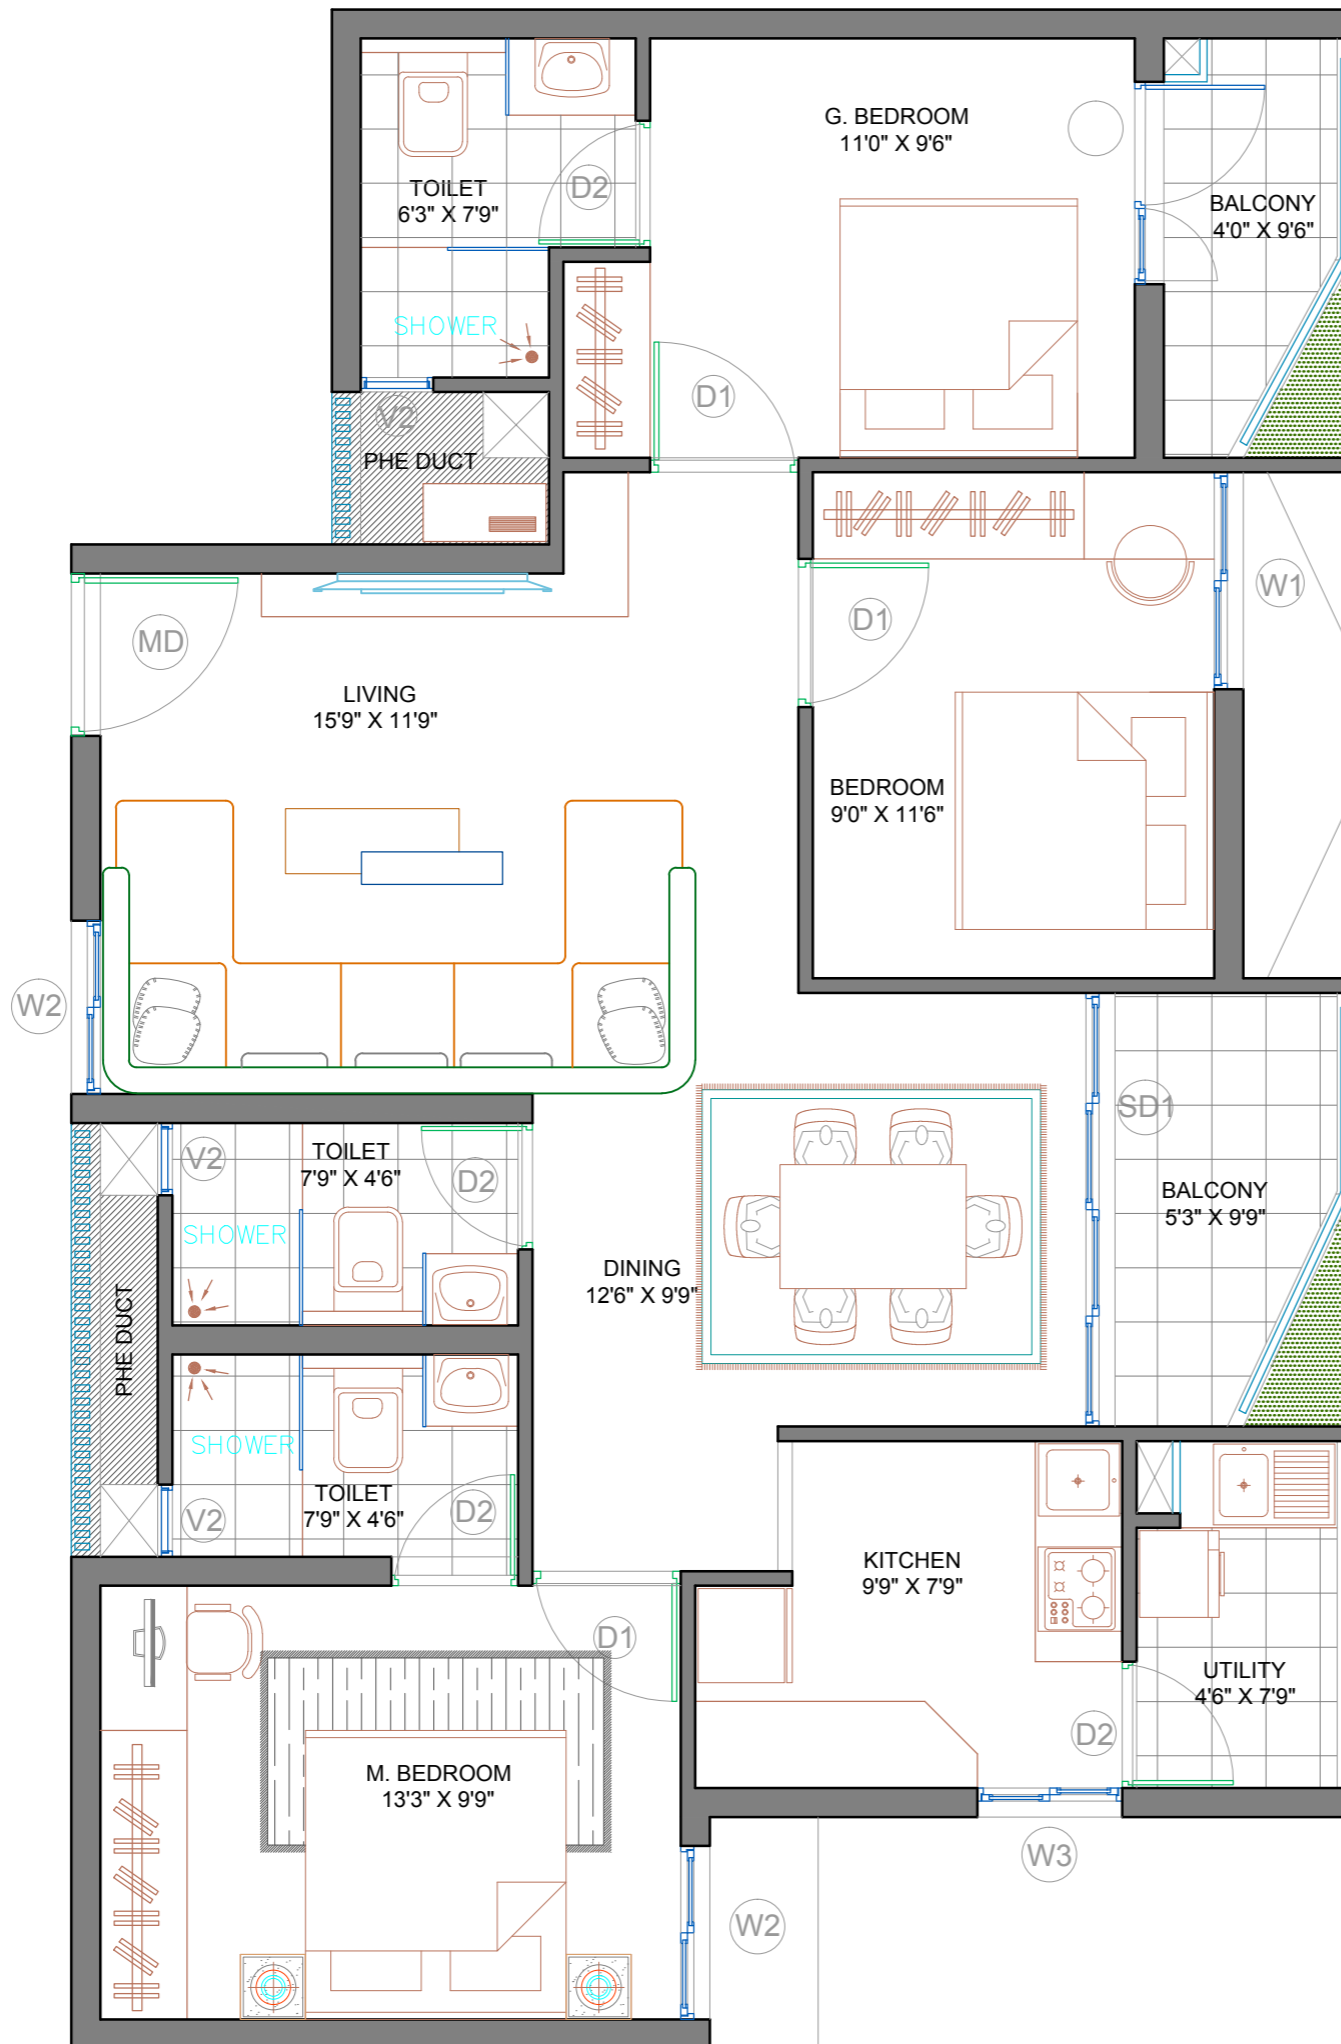 G. BEDROOM
11'0" X 9'6"
TOILET
6'3" X 7'9"
D2
BALCONY
4'0" X 9'6"
SHOWER
D1
V2
PHE DUCT
W1
D1
MD
LIVING
15'9" X 11'9"
BEDROOM
9'0" X 11'6"
W2
SD1
TOILET
7'9" X 4'6"
V2
D2
SHOWER
BALCONY
5'3" X 9'9"
DINING
12'6" X 9'9"
PHE DUCT
SHOWER
TOILET
7'9" X 4'6"
V2
D2
KITCHEN
9'9" X 7'9"
D1
UTILITY
4'6" X 7'9"
D2
M. BEDROOM
13'3" X 9'9"
W3
W2